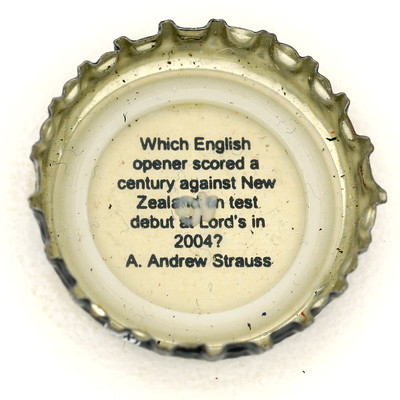 Which English
opener scored a
century against New
Zealand on test
debut at Lord's in
2004?
A. Andrew Strauss